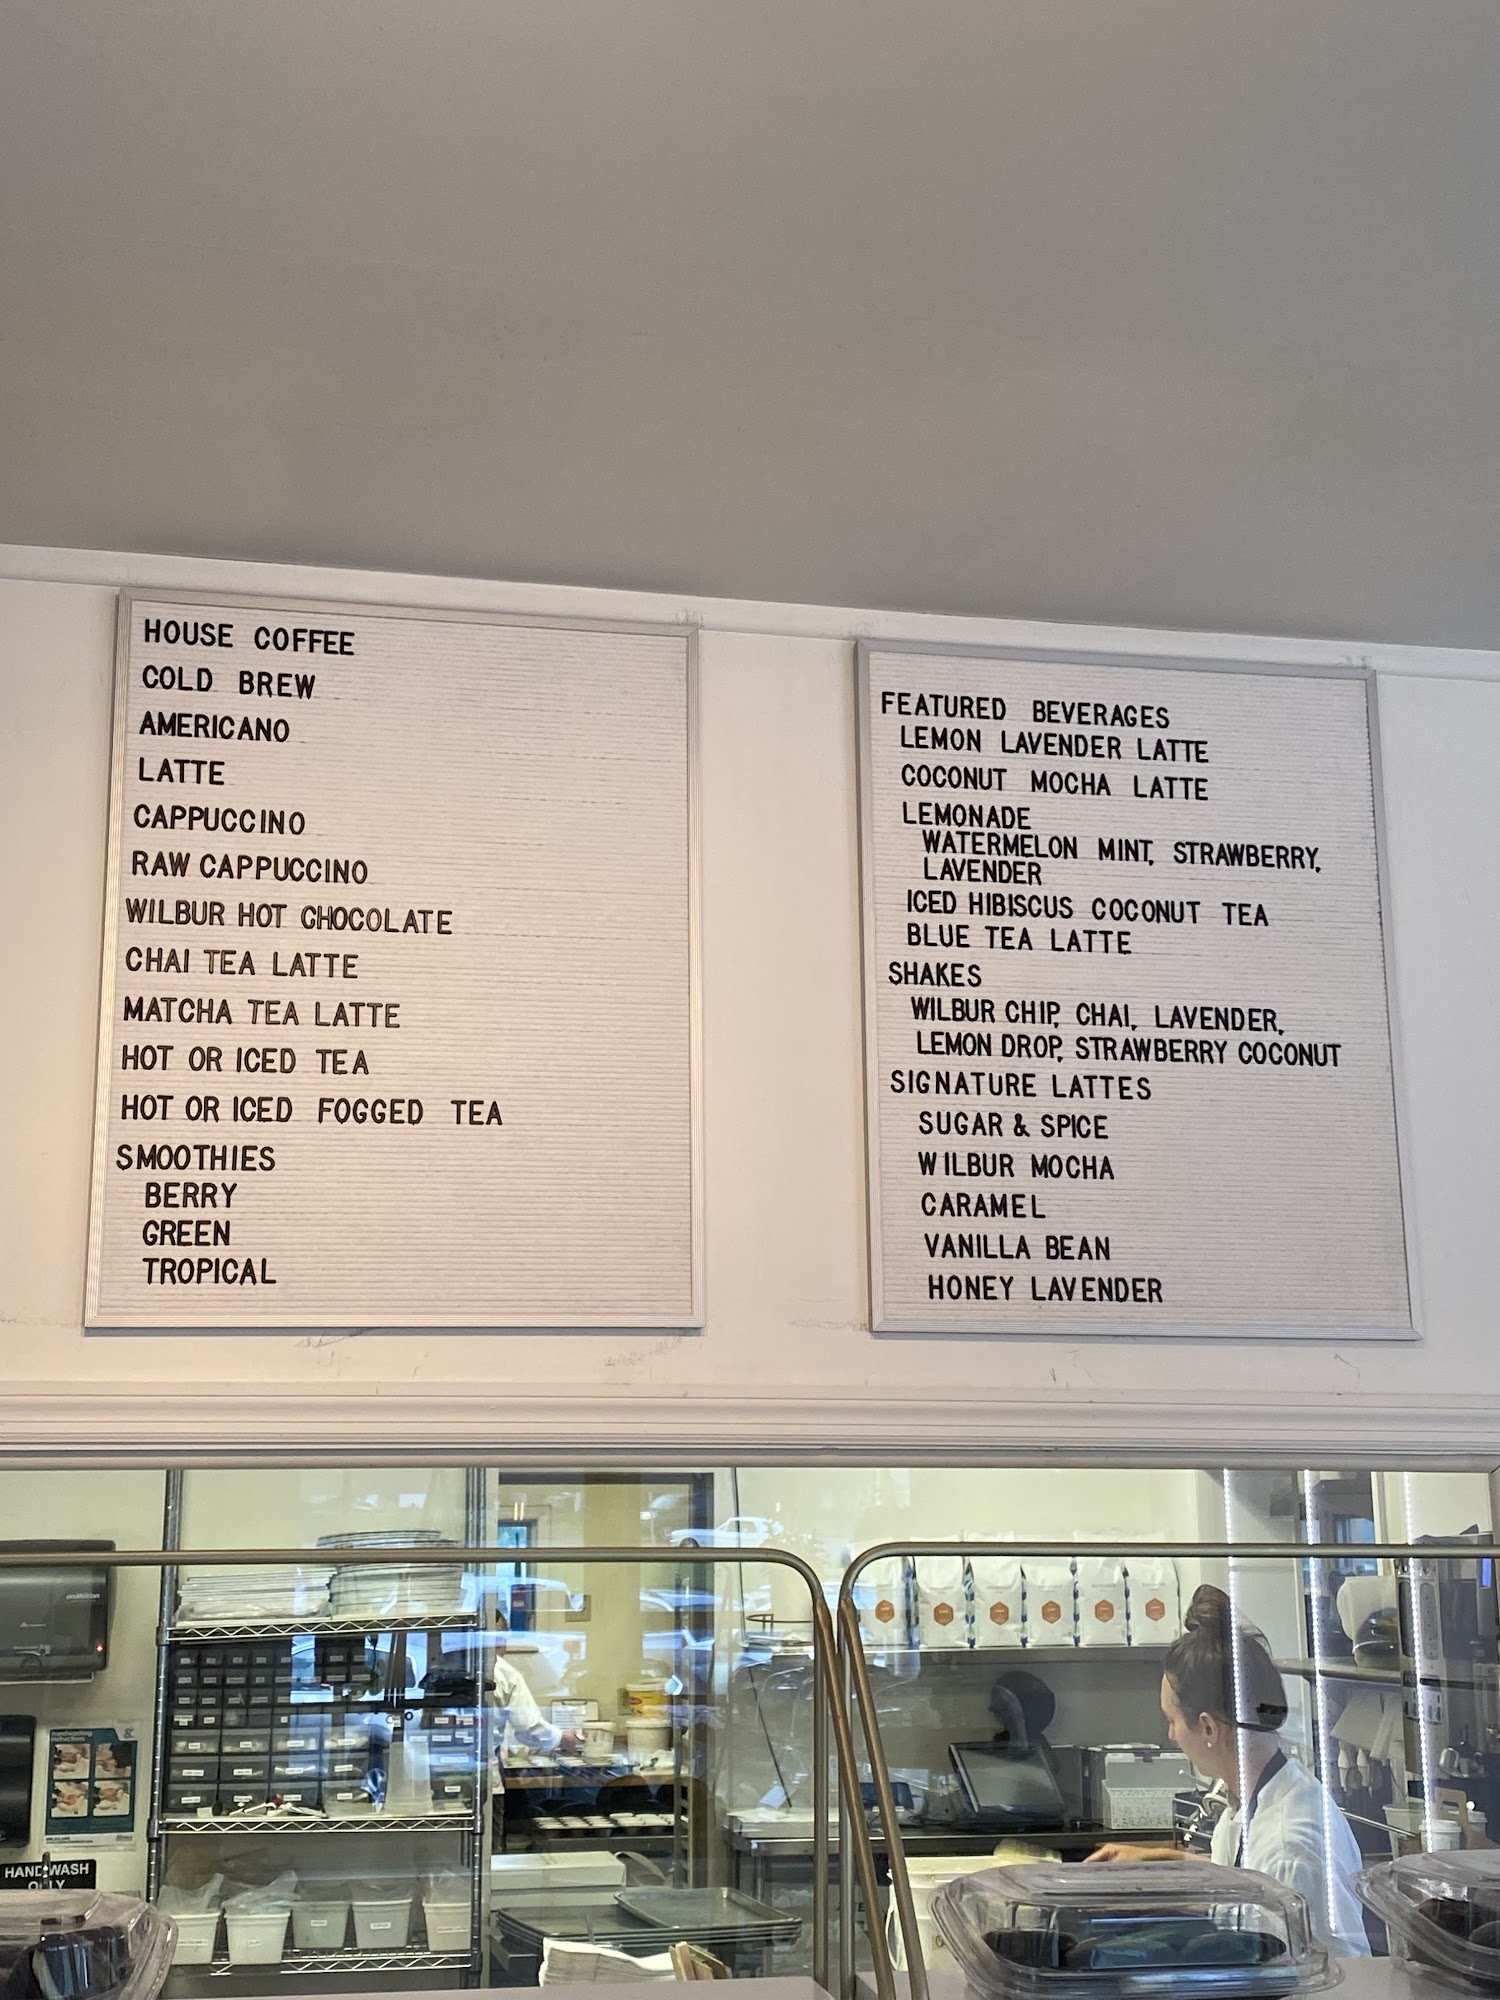 HOUSE COFFEE
COLD BREW
AMERICANO
LATTE
CAPPUCCINO
RAW CAPPUCCINO
WILBUR HOT CHOCOLATE
CHAI TEA LATTE
MATCHA TEA LATTE
HOT OR ICED TEA
HOT OR ICED FOGGED TEA
SMOOTHIES
BERRY
GREEN
TROPICAL
FEATURED BEVERAGES
LEMON LAVENDER LATTE
COCONUT MOCHA LATTE
LEMONADE
WATERMELON MINT, STRAWBERRY,
LAVENDER
ICED HIBISCUS COCONUT TEA
BLUE TEA LATTE
SHAKES
WILBUR CHIP, CHAI, LAVENDER,
LEMON DROP, STRAWBERRY COCONUT
SIGNATURE LATTES
SUGAR & SPICE
WILBUR MOCHA
CARAMEL
VANILLA BEAN
HONEY LAVENDER
HAND WASH
ONLY